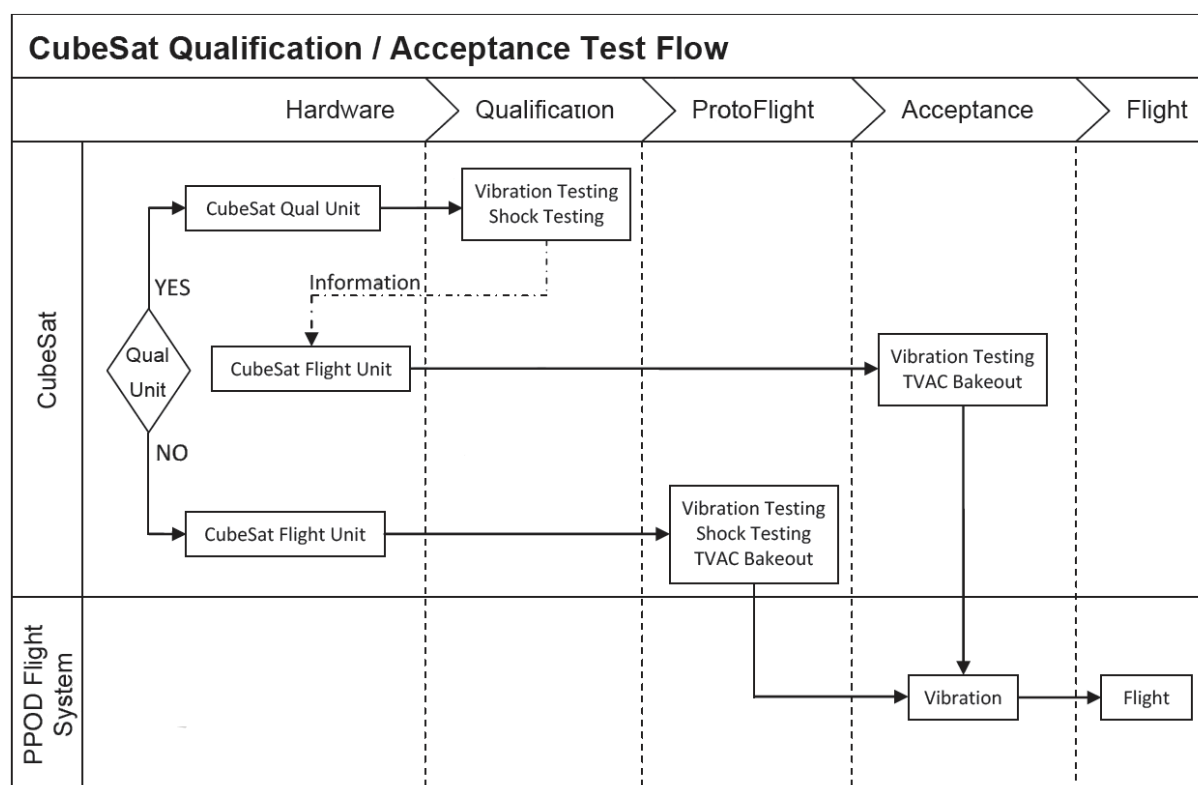 CubeSat Qualification / Acceptance Test Flow
Hardware
Qualification
ProtoFlight
Acceptance
Flight
CubeSat
CubeSat Qual Unit
Vibration Testing
Shock Testing
YES
Information
Qual
Unit
CubeSat Flight Unit
Vibration Testing
TVAC Bakeout
NO
CubeSat Flight Unit
Vibration Testing
Shock Testing
TVAC Bakeout
PPOD Flight
System
Vibration
Flight